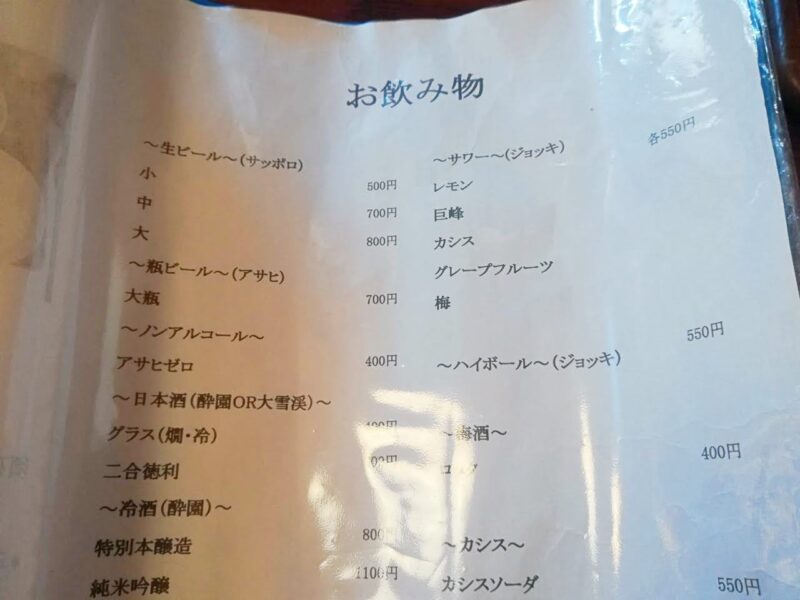 お飲み物
～生ビール～(サッポロ)
小 500円
中 700円
大 800円
～瓶ビール～(アサヒ)
大瓶 700円
～ノンアルコール～
アサヒゼロ 400円
～日本酒(酔園OR大雪渓)～
グラス(燗・冷)
二合徳利
～冷酒(酔園)～
特別本醸造 800
純米吟醸 1100円
～サワー～(ジョッキ) 各550円
レモン
巨峰
カシス
グレープフルーツ
梅
～ハイボール～(ジョッキ) 550円
～梅酒～
400円
～カシス～
カシスソーダ 550円